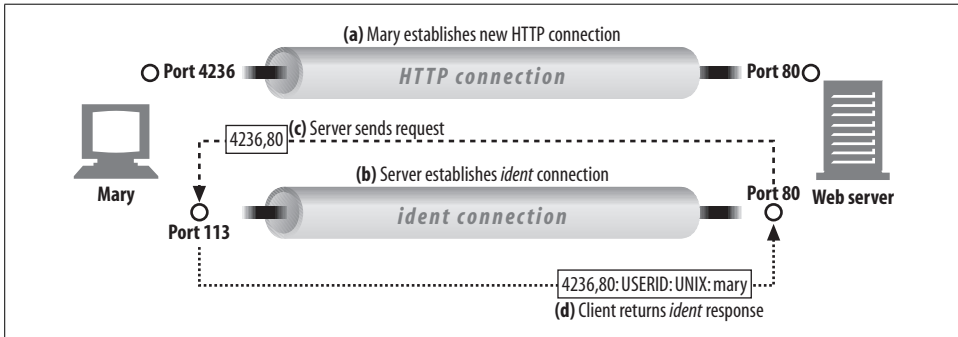 (a) Mary establishes new HTTP connection
Port 4236
HTTP connection
Port 80
4236,80
(c) Server sends request
Mary
(b) Server establishes ident connection
Port 80
Web server
Port 113
ident connection
4236,80: USERID: UNIX: mary
(d) Client returns ident response